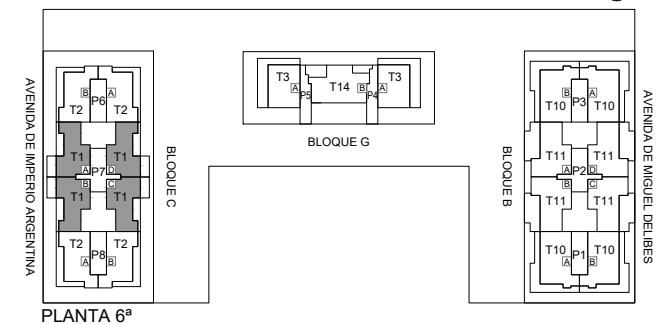 AVENIDA DE IMPERIO ARGENTINA
T2
B
P6
A
T2
T1
T1
A
P7
D
B
C
T1
T1
T2
A
P8
B
T2
BLOQUE C
T3
A
P5
T14
B
P4
A
T3
BLOQUE G
BLOQUE B
T10
B
P3
A
T10
T11
T11
A
P2
D
B
C
T11
T11
T10
A
P1
B
T10
AVENIDA DE MIGUEL DELIBES
PLANTA 6ª